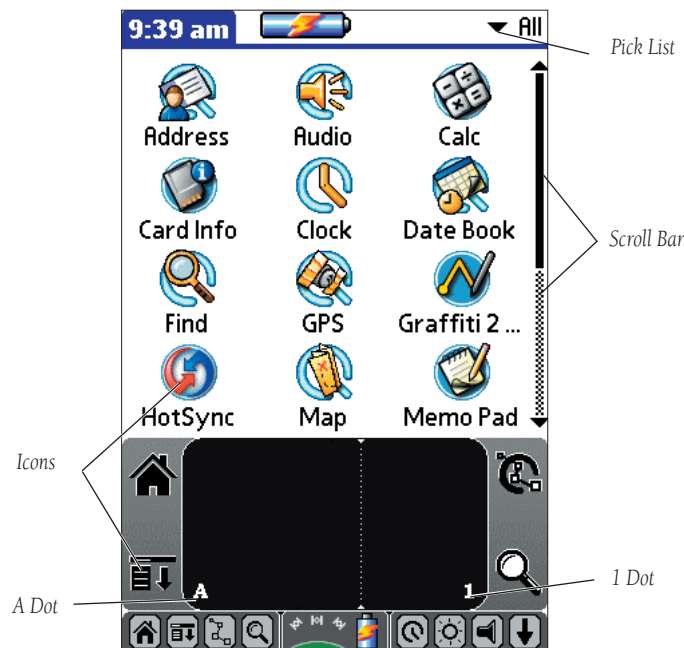 9:39 am
All
Pick List
Address
Audio
Calc
Card Info
Clock
Date Book
Scroll Bar
Find
GPS
Graffiti 2 ...
HotSync
Map
Memo Pad
Icons
A
1
A Dot
1 Dot